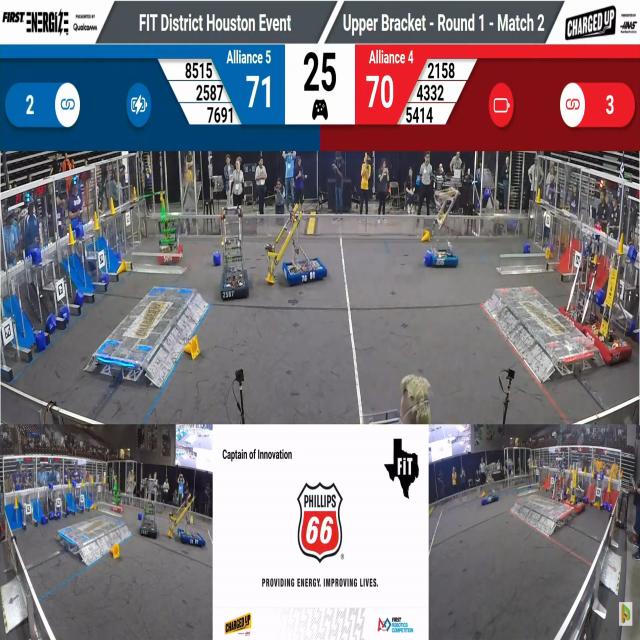 FIRST ENERGIZE PRESENTED BY Qualcomm
FIT District Houston Event
Upper Bracket - Round 1 - Match 2
CHARGED UP
2
8515
2587
7691
Alliance 5
71
25
Alliance 4
70
2158
4332
5414
3
2587
Captain of Innovation
FiT
PHILLIPS
66
PROVIDING ENERGY. IMPROVING LIVES.
CHARGED UP
FIRST
ROBOTICS
COMPETITION